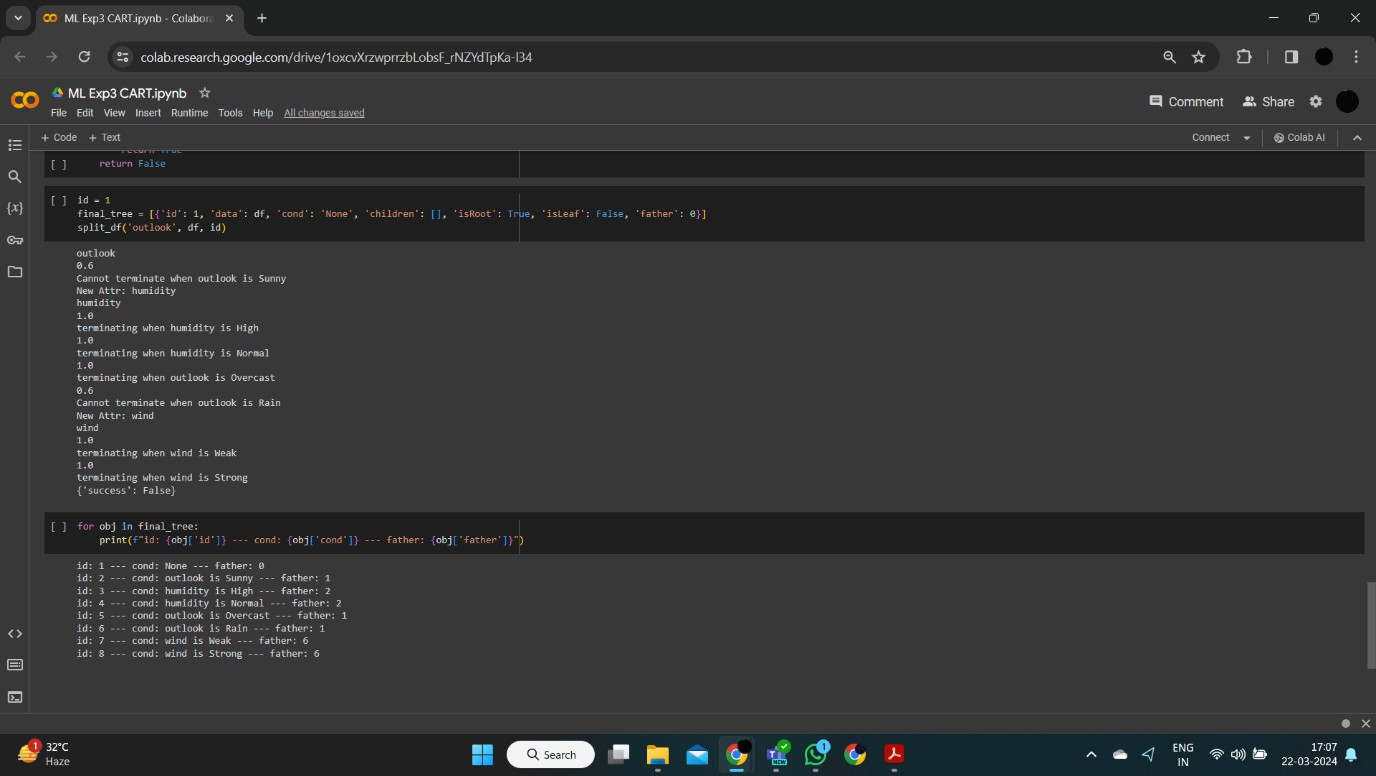 ML Exp3 CART.ipynb - Colabora
colab.research.google.com/drive/1oxcvXrzwprrzbLobsF_rNZYdTpKa-I34
ML Exp3 CART.ipynb
Comment
Share
File Edit View Insert Runtime Tools Help All changes saved
+ Code + Text
Connect
Colab AI
[ ] return False
[ ] id = 1
final_tree = [{'id': 1, 'data': df, 'cond': 'None', 'children': [], 'isRoot': True, 'isLeaf': False, 'father': 0}]
split_df('outlook', df, id)
outlook
0.6
Cannot terminate when outlook is Sunny
New Attr: humidity
humidity
1.0
terminating when humidity is High
1.0
terminating when humidity is Normal
1.0
terminating when outlook is Overcast
0.6
Cannot terminate when outlook is Rain
New Attr: wind
wind
1.0
terminating when wind is Weak
1.0
terminating when wind is Strong
{'success': False}
[ ] for obj in final_tree:
print(f"id: {obj['id']} --- cond: {obj['cond']} --- father: {obj['father']}")
id: 1 --- cond: None --- father: 0
id: 2 --- cond: outlook is Sunny --- father: 1
id: 3 --- cond: humidity is High --- father: 2
id: 4 --- cond: humidity is Normal --- father: 2
id: 5 --- cond: outlook is Overcast --- father: 1
id: 6 --- cond: outlook is Rain --- father: 1
id: 7 --- cond: wind is Weak --- father: 6
id: 8 --- cond: wind is Strong --- father: 6
1
32°C
Haze
Search
NEW
1
ENG
IN
17:07
22-03-2024